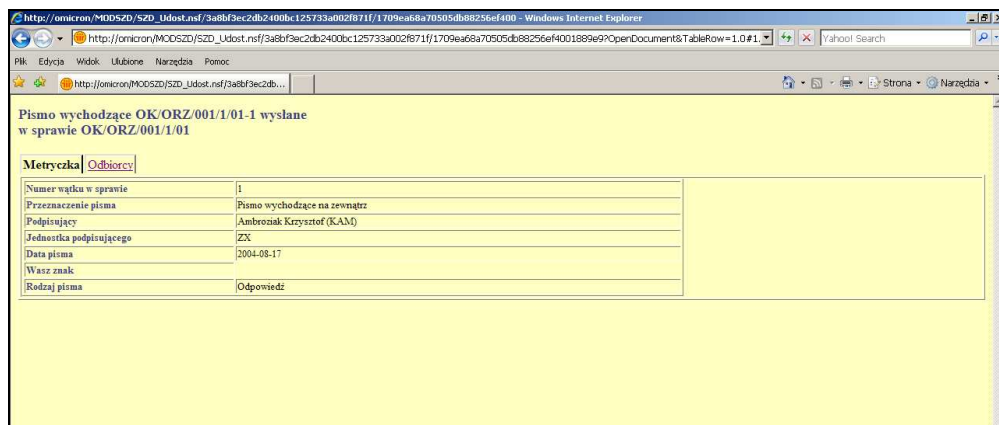 http://omicron/MODSZD/SZD_Udost.nsf/3a8bf3ec2db2400bc125733a002f871f/1709ea68a70505db88256ef400 - Windows Internet Explorer
http://omicron/MODSZD/SZD_Udost.nsf/3a8bf3ec2db2400bc125733a002f871f/1709ea68a70505db88256ef4001889e9?OpenDocument&TableRow=1.0#1. Yahoo! Search
Plik Edycja Widok Ulubione Narzędzia Pomoc
http://omicron/MODSZD/SZD_Udost.nsf/3a8bf3ec2db... Strona Narzędzia
Pismo wychodzące OK/ORZ/001/1/01-1 wysłane
w sprawie OK/ORZ/001/1/01
Metryczka Odbiorcy
Numer wątku w sprawie 1
Przeznaczenie pisma Pismo wychodzące na zewnątrz
Podpisujący Ambroziak Krzysztof (KAM)
Jednostka podpisującego ZX
Data pisma 2004-08-17
Wasz znak
Rodzaj pisma Odpowiedź